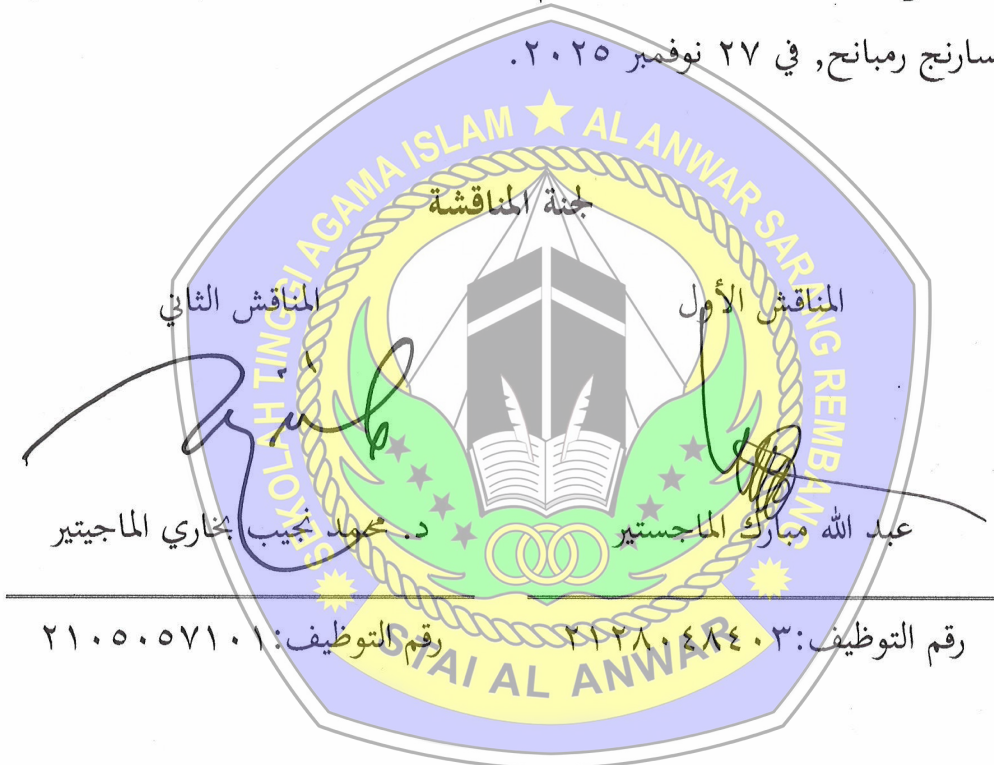 سارنج رمبانح, في ٢٧ نوفمبر ٢٠٢٥.
SEKOLAH TINGGI AGAMA ISLAM ★ AL ANWAR SARANG REMBANG
لجنة المناقشة
المناقش الأول
المناقش الثاني
عبد الله مبارك الماجستير
د. محمد نجيب بخاري الماجيتير
رقم التوظيف: ٢١٢٨٠٤٨٤٠٣
رقم التوظيف: ٢١٠٥٠٥٧١٠١
STAI AL ANWAR